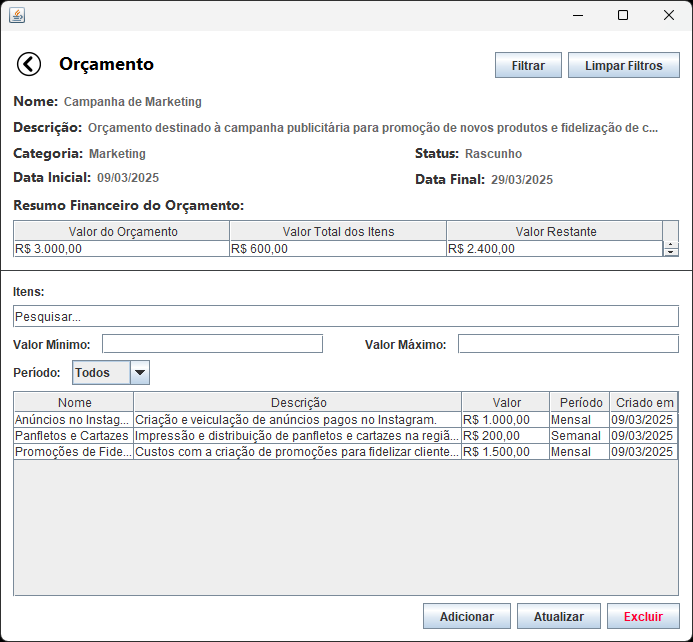 Orçamento Filtrar Limpar Filtros
Nome: Campanha de Marketing
Descrição: Orçamento destinado à campanha publicitária para promoção de novos produtos e fidelização de c...
Categoria: Marketing Status: Rascunho
Data Inicial: 09/03/2025 Data Final: 29/03/2025
Resumo Financeiro do Orçamento:
Valor do Orçamento Valor Total dos Itens Valor Restante
R$ 3.000,00 R$ 600,00 R$ 2.400,00
Itens:
Pesquisar...
Valor Mínimo: Valor Máximo:
Período: Todos
Nome Descrição Valor Período Criado em
Anúncios no Instag... Criação e veiculação de anúncios pagos no Instagram. R$ 1.000,00 Mensal 09/03/2025
Panfletos e Cartazes Impressão e distribuição de panfletos e cartazes na regiã... R$ 200,00 Semanal 09/03/2025
Promoções de Fide... Custos com a criação de promoções para fidelizar cliente... R$ 1.500,00 Mensal 09/03/2025
Adicionar Atualizar Excluir